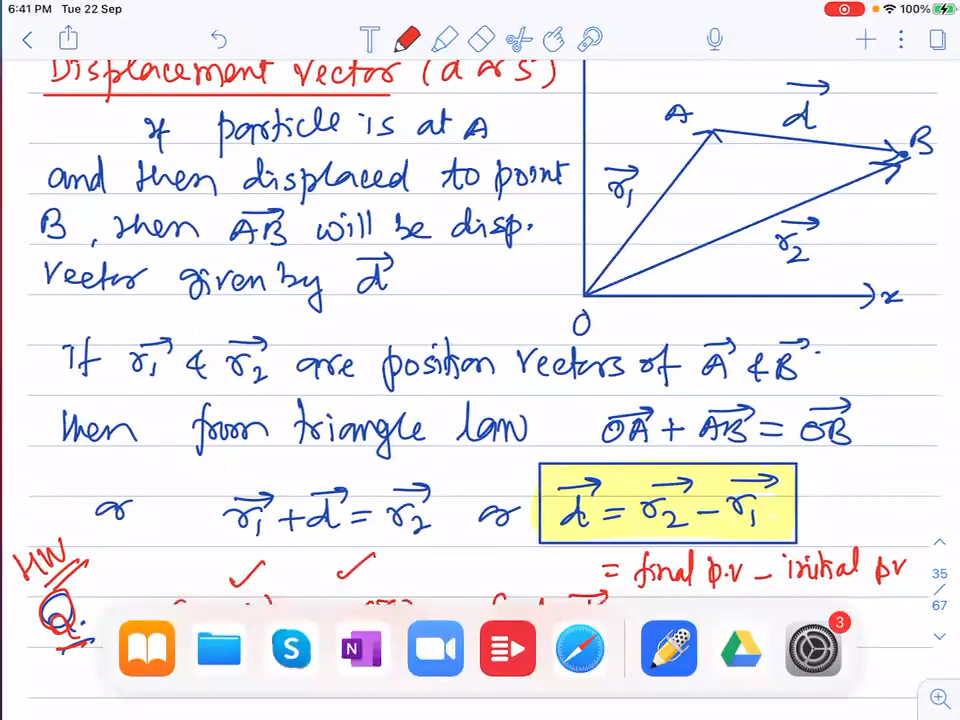 6:41 PM Tue 22 Sep 100%
Displacement Vector (d or s)
If particle is at A
and then displaced to point
B, then AB⃗ will be disp.
Vector given by d⃗
A d⃗ B
r₁⃗
r₂⃗
x
O
If r₁⃗ & r₂⃗ are position vectors of A⃗ & B⃗
then from triangle law OA⃗ + AB⃗ = OB⃗
or r₁⃗ + d⃗ = r₂⃗ or d⃗ = r₂⃗ − r₁⃗
HW = final p.v − initial pv
Q.
35
/
67
3